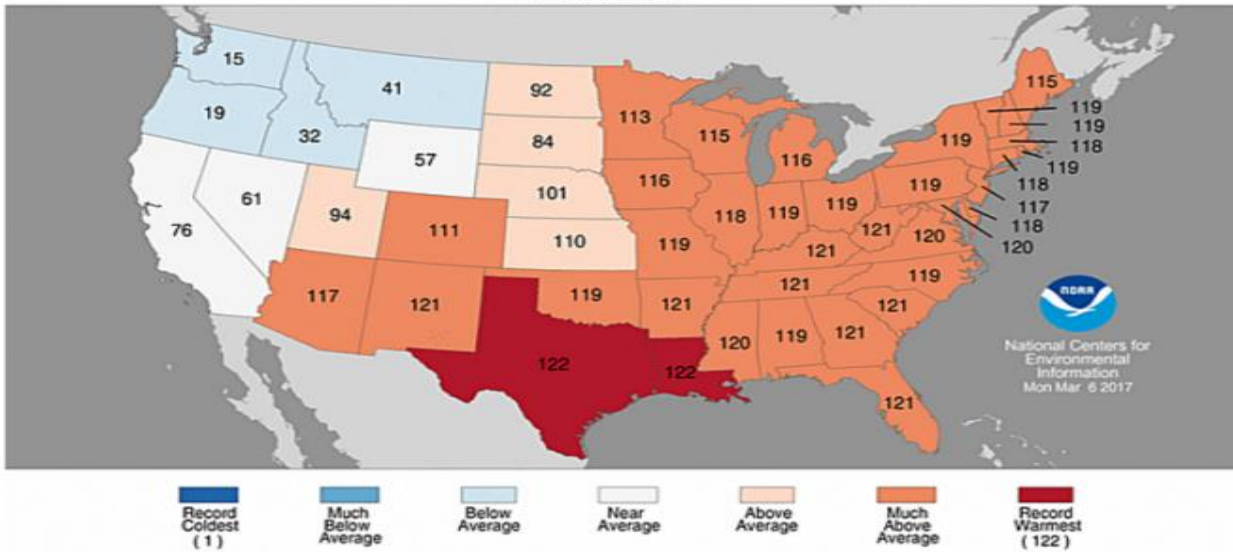 15
41
92
113
115
19
32
84
115
119
119
116
119
118
57
119
61
101
116
119
118
94
118
119
119
117
76
111
110
119
121
120
118
121
120
117
121
119
121
121
119
121
120
119
121
122
122
121
NOAA
National Centers for
Environmental
Information
Mon Mar 6 2017
Record
Coldest
( 1 )
Much
Below
Average
Below
Average
Near
Average
Above
Average
Much
Above
Average
Record
Warmest
( 122 )